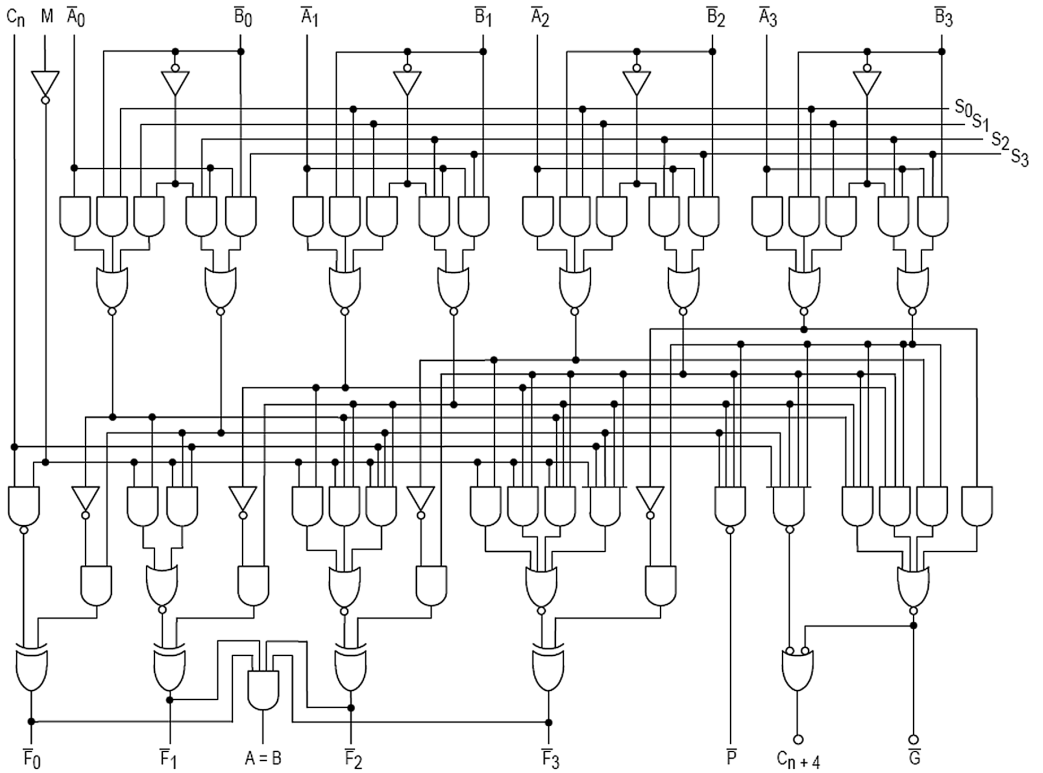 Cn M A̅0 B̅0 A̅1 B̅1 A̅2 B̅2 A̅3 B̅3
S0
S1
S2
S3
F̅0 F̅1 A = B F̅2 F̅3 P̅ Cn + 4 G̅